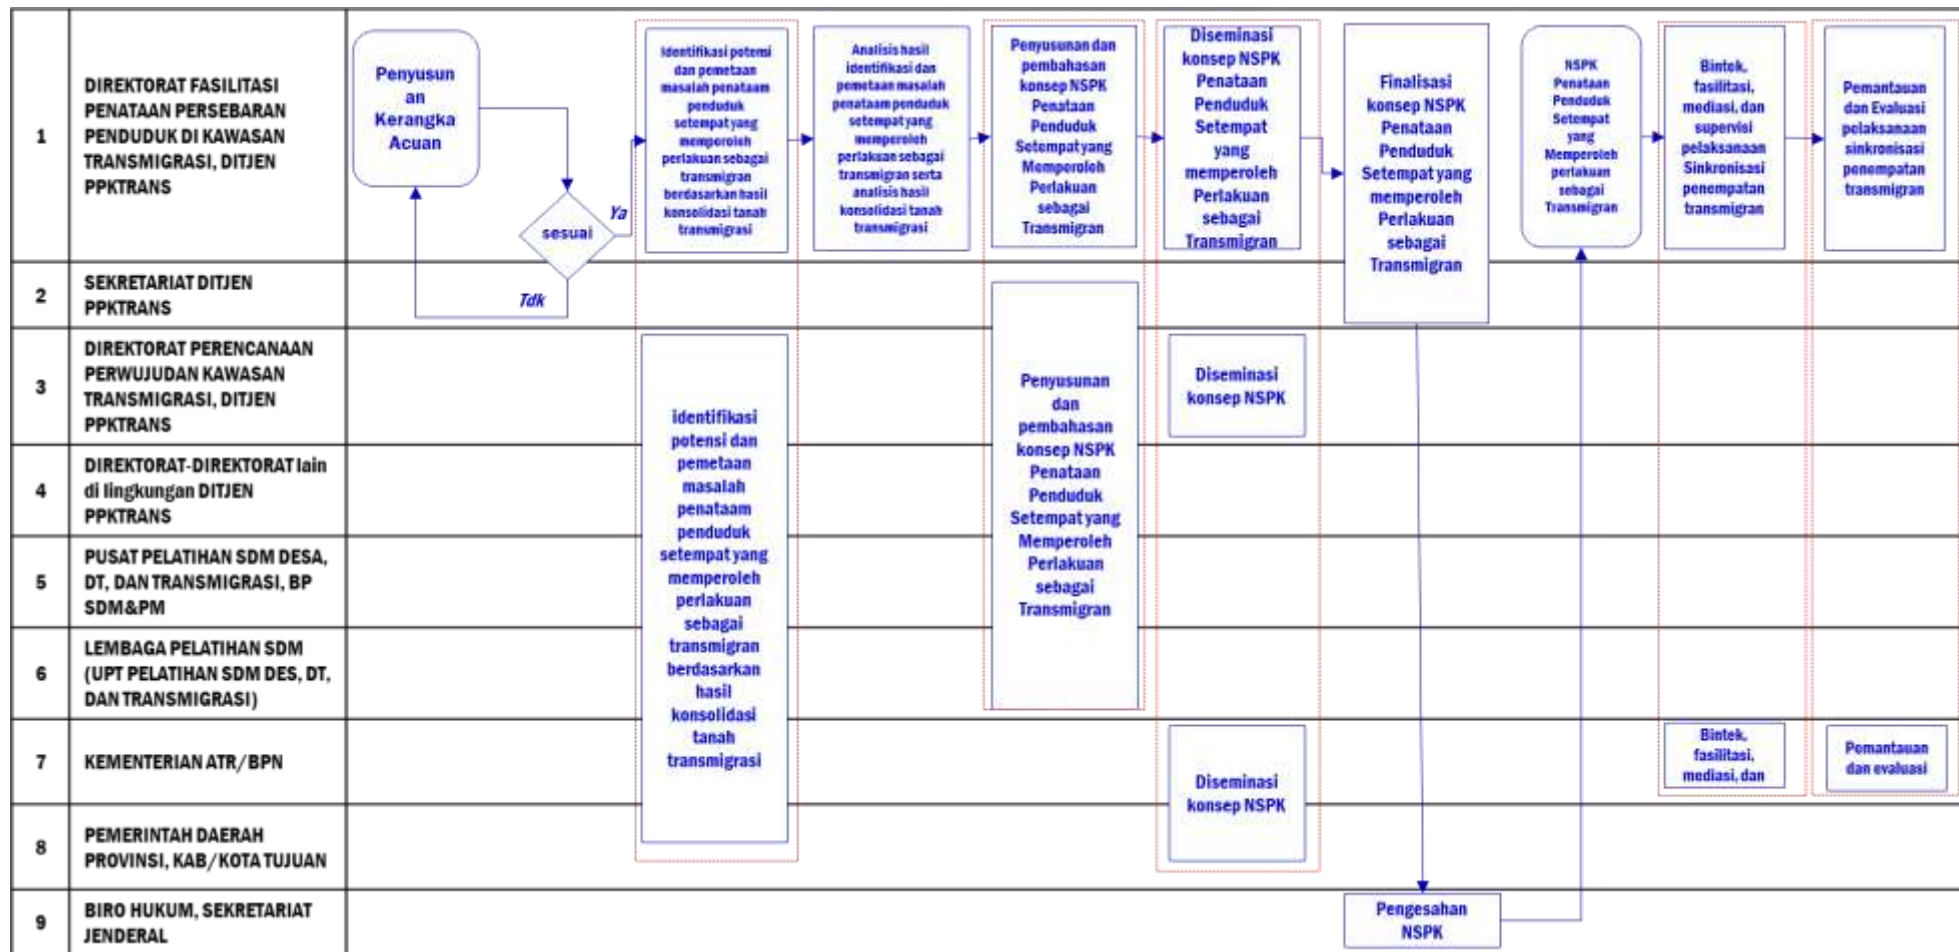 1
DIREKTORAT FASILITASI
PENATAAN PERSEBARAN
PENDUDUK DI KAWASAN
TRANSMIGRASI, DITJEN
PPKTRANS
Penyusun
an
Kerangka
Acuan
sesuai
Ya
Tdk
Identifikasi potensi
dan pemetaan
masalah penataam
penduduk
setempat yang
memperoleh
perlakuan sebagai
transmigran
berdasarkan hasil
konsolidasi tanah
transmigrasi
Analisis hasil
identifikasi dan
pemetaan masalah
penataam penduduk
setempat yang
memperoleh
perlakuan sebagai
transmigran serta
analisis hasil
konsolidasi tanah
transmigrasi
Penyusunan dan
pembahasan
konsep NSPK
Penataan
Penduduk
Setempat yang
Memperoleh
Perlakuan
sebagai
Transmigran
Diseminasi
konsep NSPK
Penataan
Penduduk
Setempat
yang
memperoleh
Perlakuan
sebagai
Transmigran
Finalisasi
konsep NSPK
Penataan
Penduduk
Setempat yang
memperoleh
Perlakuan
sebagai
Transmigran
NSPK
Penataan
Penduduk
Setempat
yang
Memperoleh
perlakuan
sebagai
Transmigran
Bintek,
fasilitasi,
mediasi, dan
supervisi
pelaksanaan
Sinkronisasi
penempatan
transmigran
Pemantauan
dan Evaluasi
pelaksanaan
sinkronisasi
penempatan
transmigran
2
SEKRETARIAT DITJEN
PPKTRANS
3
DIREKTORAT PERENCANAAN
PERWUJUDAN KAWASAN
TRANSMIGRASI, DITJEN
PPKTRANS
identifikasi
potensi dan
pemetaan
masalah
penataam
penduduk
setempat yang
memperoleh
perlakuan
sebagai
transmigran
berdasarkan
hasil
konsolidasi
tanah
transmigrasi
Penyusunan
dan
pembahasan
konsep NSPK
Penataan
Penduduk
Setempat yang
Memperoleh
Perlakuan
sebagai
Transmigran
Diseminasi
konsep NSPK
4
DIREKTORAT-DIREKTORAT lain
di lingkungan DITJEN
PPKTRANS
5
PUSAT PELATIHAN SDM DESA,
DT, DAN TRANSMIGRASI, BP
SDM&PM
6
LEMBAGA PELATIHAN SDM
(UPT PELATIHAN SDM DES, DT,
DAN TRANSMIGRASI)
7
KEMENTERIAN ATR/BPN
Diseminasi
konsep NSPK
Bintek,
fasilitasi,
mediasi, dan
Pemantauan
dan evaluasi
8
PEMERINTAH DAERAH
PROVINSI, KAB/KOTA TUJUAN
9
BIRO HUKUM, SEKRETARIAT
JENDERAL
Pengesahan
NSPK